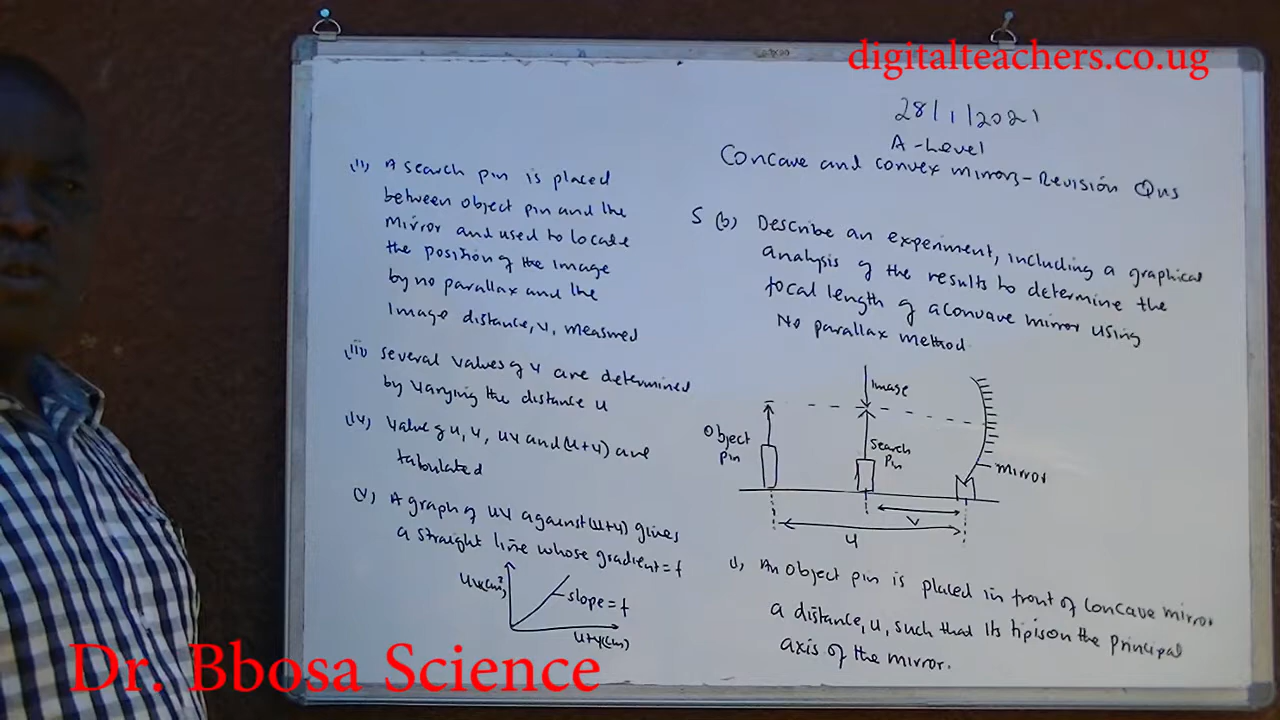 digitalteachers.co.ug
28/1/2021
A-Level
Concave and convex mirrors-Revision Qns
5 (b) Describe an experiment, including a graphical
analysis of the results to determine the
focal length of a concave mirror using
No parallax method
Image
Object
pin
Search
Pin
mirror
v
u
i, An object pin is placed in front of concave mirror
a distance, u, such that its tip is on the principal
axis of the mirror.
(ii) A search pin is placed
between object pin and the
mirror and used to locate
the position of the image
by no parallax and the
Image distance, v, measured
(iii) several values of v are determined
by varying the distance u
(iv) value of u, v, uv and (u+v) are
tabulated
(v) A graph of uv against (u+v) gives
a straight line whose gradient = f
uv(cm²)
slope = f
u+v(cm)
Dr. Bbosa Science